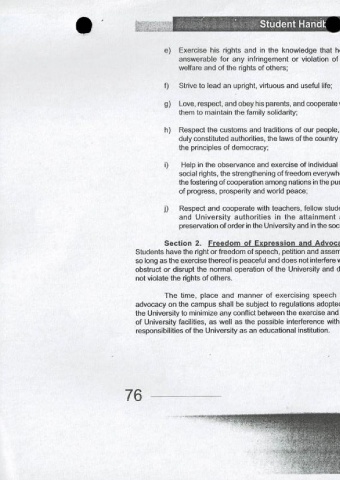 Student Handb
e) Exercise his rights and in the knowledge that h
answerable for any infringement or violation of
welfare and of the rights of others;
f) Strive to lead an upright, virtuous and useful life;
g) Love, respect, and obey his parents, and cooperate
them to maintain the family solidarity;
h) Respect the customs and traditions of our people,
duly constituted authorities, the laws of the country
the principles of democracy;
i) Help in the observance and exercise of individual
social rights, the strengthening of freedom everywh
the fostering of cooperation among nations in the pu
of progress, prosperity and world peace;
j) Respect and cooperate with teachers, fellow stud
and University authorities in the attainment
preservation of order in the University and in the soc
Section 2. Freedom of Expression and Advoca
Students have the right or freedom of speech, petition and assem
so long as the exercise thereof is peaceful and does not interfere
obstruct or disrupt the normal operation of the University and d
not violate the rights of others.
The time, place and manner of exercising speech
advocacy on the campus shall be subject to regulations adopted
the University to minimize any conflict between the exercise and
of University facilities, as well as the possible interference with
responsibilities of the University as an educational institution.
76